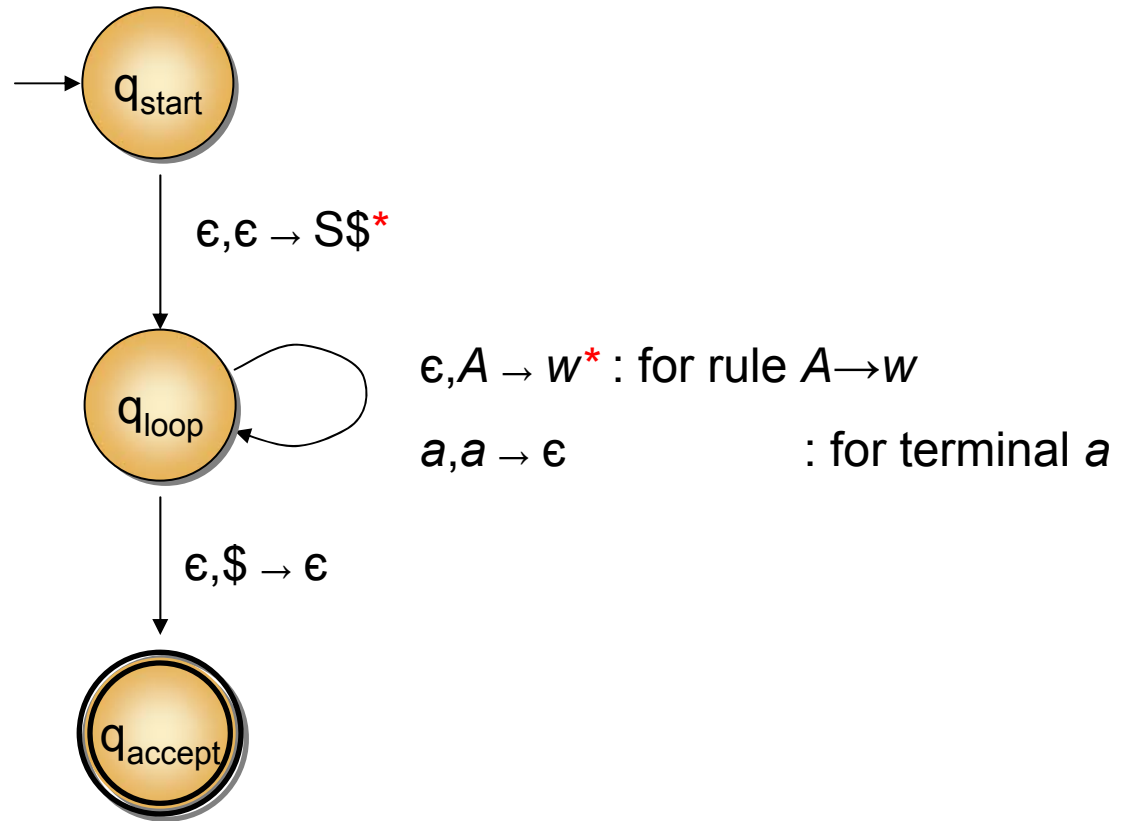 qstart
є,є → S$*
є,A → w* : for rule A→w
qloop
a,a → є : for terminal a
є,$ → є
qaccept